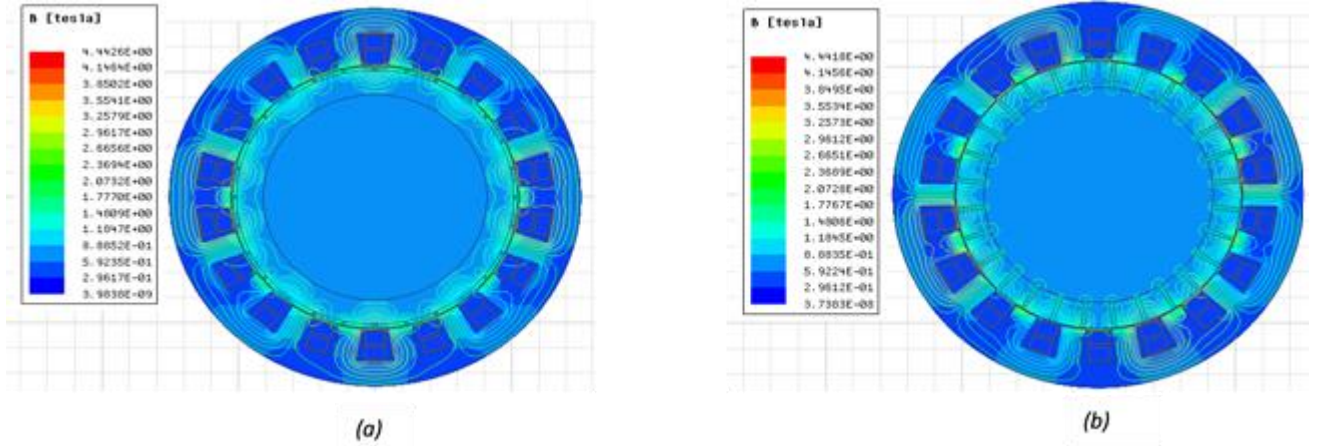 B [tesla]
4.4426E+00
4.1464E+00
3.8502E+00
3.5541E+00
3.2579E+00
2.9617E+00
2.6656E+00
2.3694E+00
2.0732E+00
1.7770E+00
1.4809E+00
1.1847E+00
8.8852E-01
5.9235E-01
2.9617E-01
3.9838E-09
B [tesla]
4.4418E+00
4.1456E+00
3.8495E+00
3.5534E+00
3.2573E+00
2.9612E+00
2.6651E+00
2.3689E+00
2.0728E+00
1.7767E+00
1.4806E+00
1.1845E+00
8.8835E-01
5.9224E-01
2.9612E-01
3.7383E-08
(a)
(b)